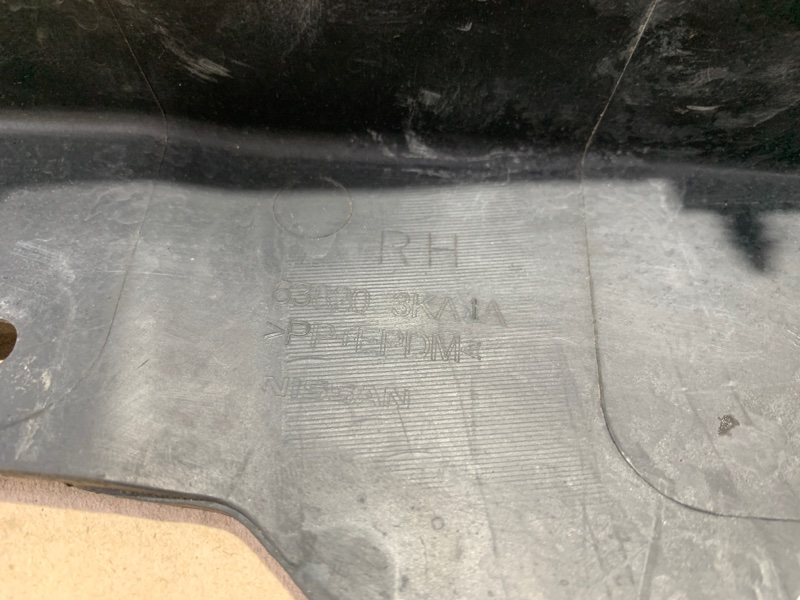 RH
63830 3KA1A
>PP+EPDM<
NISSAN